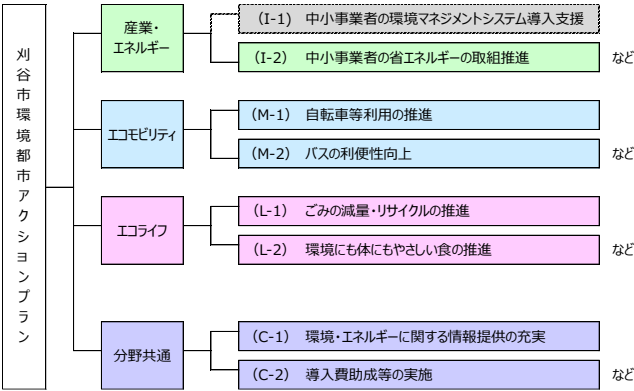 刈谷市環境都市アクションプラン
産業・
エネルギー
(I-1) 中小事業者の環境マネジメントシステム導入支援
(I-2) 中小事業者の省エネルギーの取組推進 など
エコモビリティ
(M-1) 自転車等利用の推進
(M-2) バスの利便性向上 など
エコライフ
(L-1) ごみの減量・リサイクルの推進
(L-2) 環境にも体にもやさしい食の推進 など
分野共通
(C-1) 環境・エネルギーに関する情報提供の充実
(C-2) 導入費助成等の実施 など